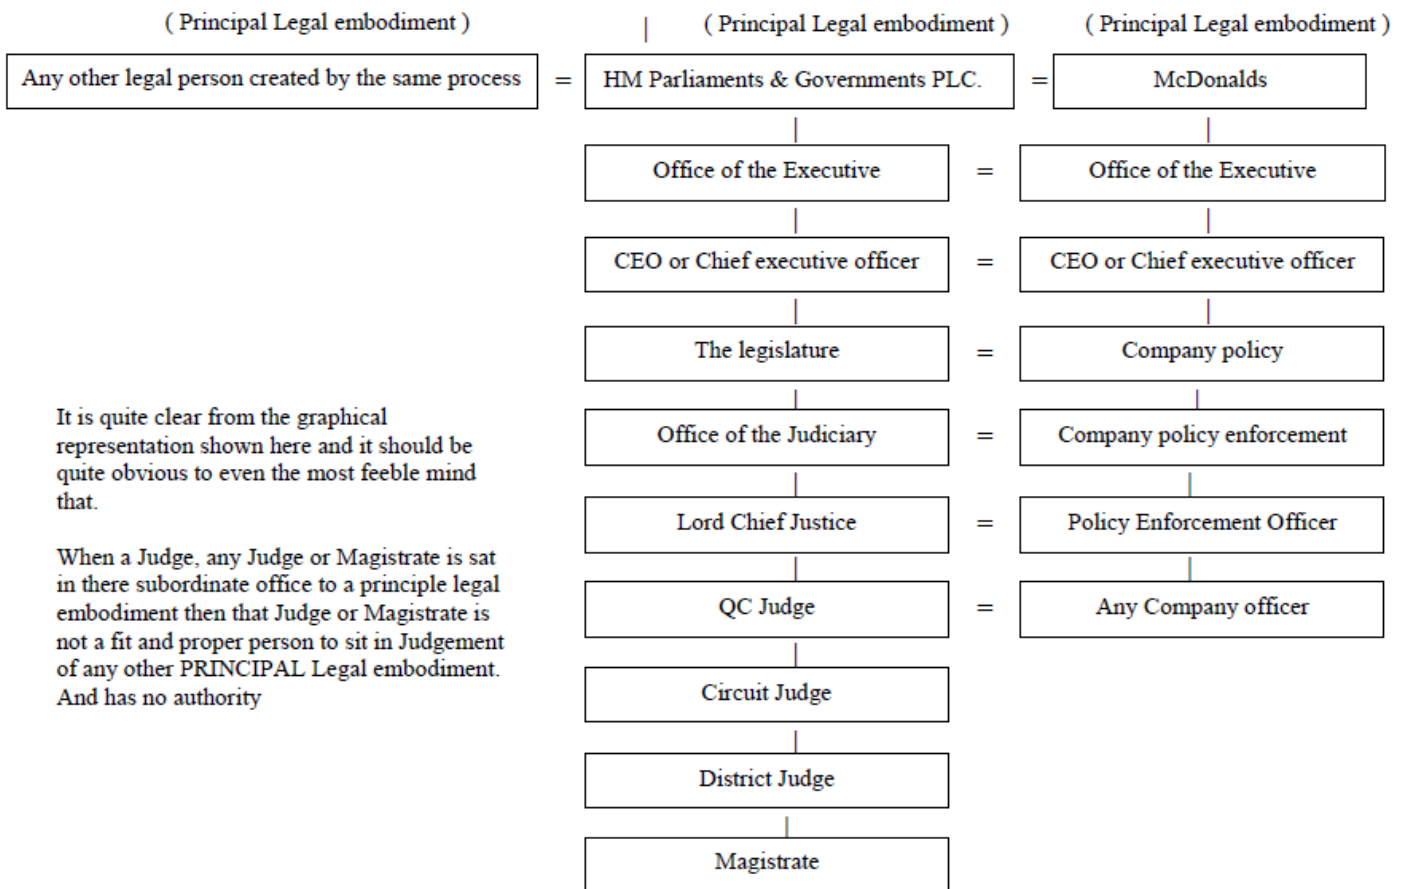 ( Principal Legal embodiment ) | ( Principal Legal embodiment ) ( Principal Legal embodiment )
Any other legal person created by the same process = HM Parliaments & Governments PLC. = McDonalds
Office of the Executive = Office of the Executive
CEO or Chief executive officer = CEO or Chief executive officer
The legislature = Company policy
Office of the Judiciary = Company policy enforcement
Lord Chief Justice = Policy Enforcement Officer
QC Judge = Any Company officer
Circuit Judge
District Judge
Magistrate
It is quite clear from the graphical
representation shown here and it should be
quite obvious to even the most feeble mind
that.
When a Judge, any Judge or Magistrate is sat
in there subordinate office to a principle legal
embodiment then that Judge or Magistrate is
not a fit and proper person to sit in Judgement
of any other PRINCIPAL Legal embodiment.
And has no authority